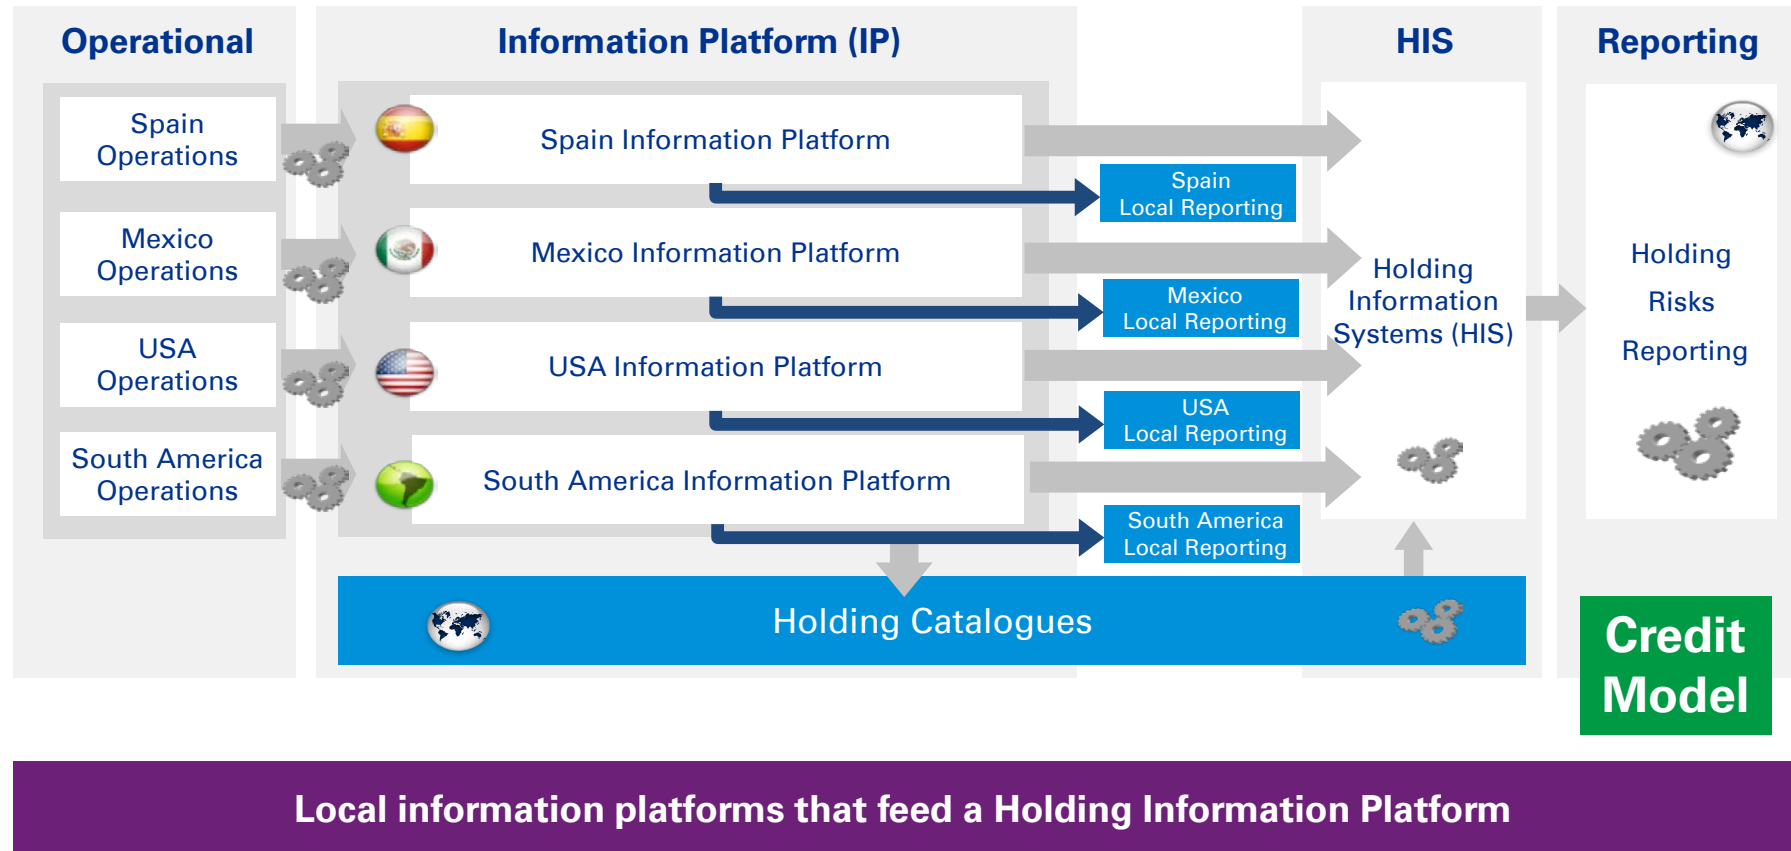 Operational
Information Platform (IP)
HIS
Reporting
Spain
Operations
Spain Information Platform
Spain
Local Reporting
Mexico
Operations
Mexico Information Platform
Mexico
Local Reporting
USA
Operations
USA Information Platform
USA
Local Reporting
South America
Operations
South America Information Platform
South America
Local Reporting
Holding
Information
Systems (HIS)
Holding
Risks
Reporting
Holding Catalogues
Credit
Model
Local information platforms that feed a Holding Information Platform